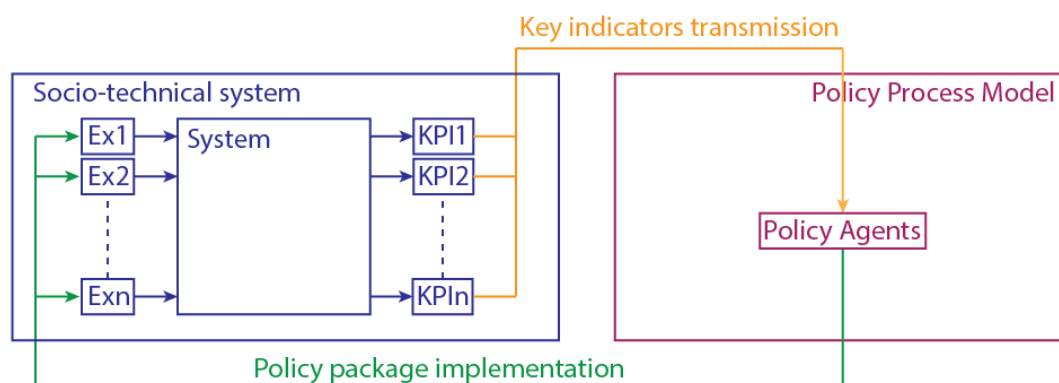 Key indicators transmission
Socio-technical system
Policy Process Model
Ex1
System
KPI1
Ex2
KPI2
Policy Agents
Exn
KPIn
Policy package implementation